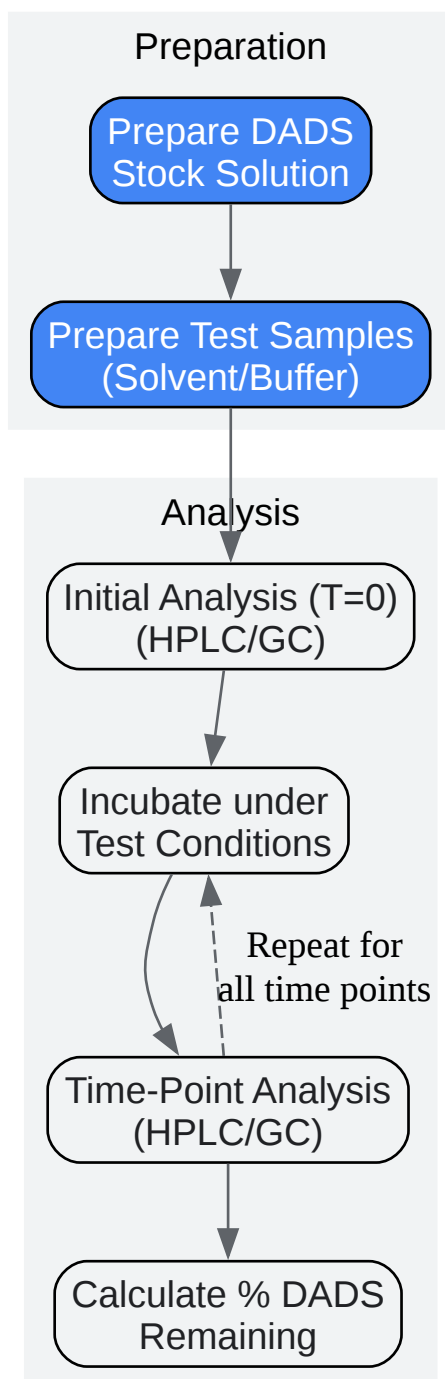 Preparation
Prepare DADS
Stock Solution
Prepare Test Samples
(Solvent/Buffer)
Analysis
Initial Analysis (T=0)
(HPLC/GC)
Incubate under
Test Conditions
Repeat for
all time points
Time-Point Analysis
(HPLC/GC)
Calculate % DADS
Remaining